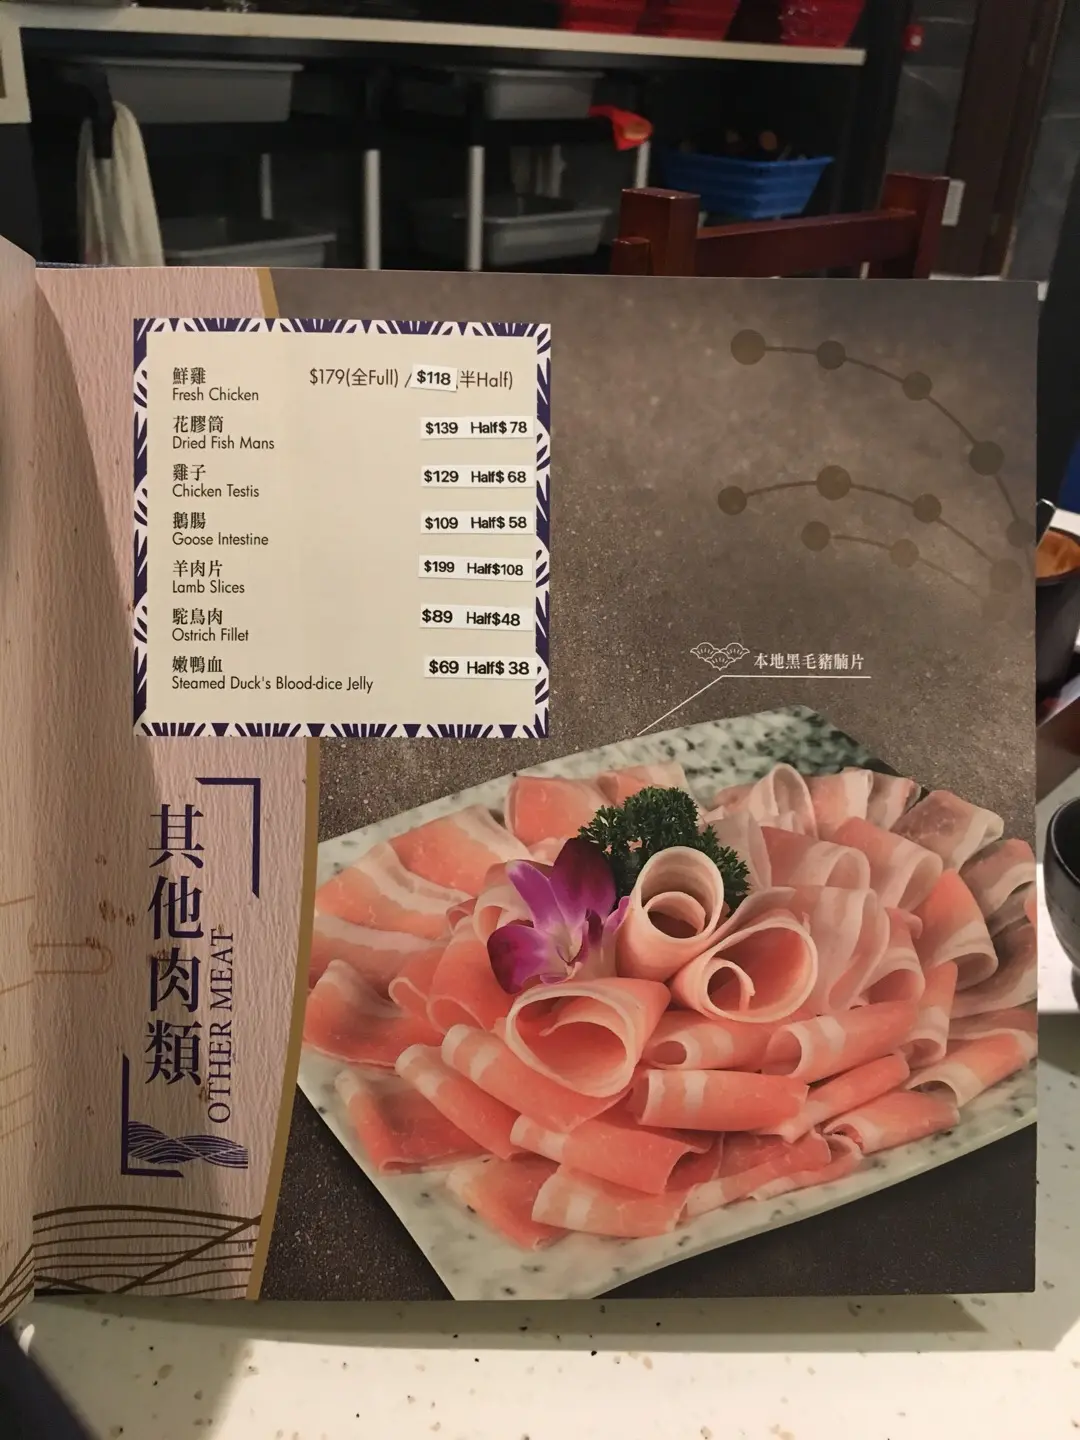 鮮雞 $179(全Full) / $118 半Half)
Fresh Chicken
花膠筒 $139 Half$78
Dried Fish Mans
雞子 $129 Half$68
Chicken Testis
鵝腸 $109 Half$58
Goose Intestine
羊肉片 $199 Half$108
Lamb Slices
鴕鳥肉 $89 Half$48
Ostrich Fillet
嫩鴨血 $69 Half$38
Steamed Duck's Blood-dice Jelly
本地黑毛豬腩片
其他肉類
OTHER MEAT